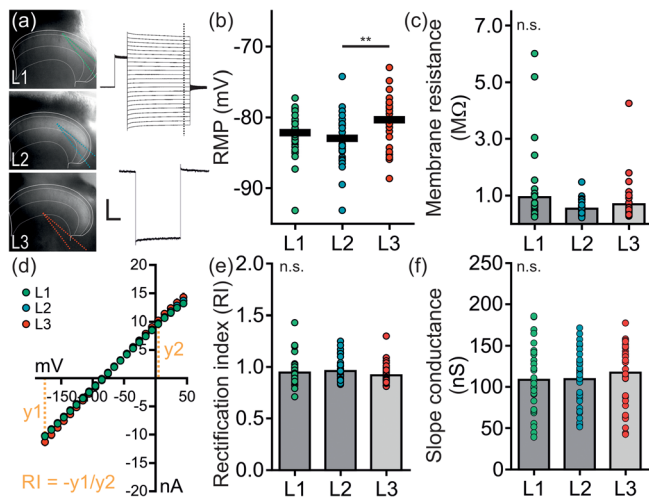 (a)
L1
L2
L3
(b)
RMP (mV)
-70
-80
-90
**
L1 L2 L3
(c)
n.s.
Membrane resistance
(MΩ)
7.0
5.0
3.0
1.0
L1 L2 L3
(d)
L1
L2
L3
mV
20
15
10
5
0
-5
-10
-15
-20
-150 -100 -50 0 50
y1
y2
RI = -y1/y2
nA
(e)
n.s.
Rectification index (RI)
2.0
1.5
1.0
0.5
0.0
L1 L2 L3
(f)
n.s.
Slope conductance
(nS)
250
200
150
100
50
0
L1 L2 L3